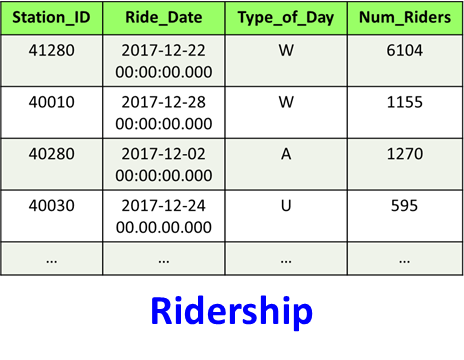 Station_ID Ride_Date Type_of_Day Num_Riders
41280 2017-12-22 W 6104
00:00:00.000
40010 2017-12-28 W 1155
00:00:00.000
40280 2017-12-02 A 1270
00:00:00.000
40030 2017-12-24 U 595
00.00.00.000
... ... ... ...
Ridership